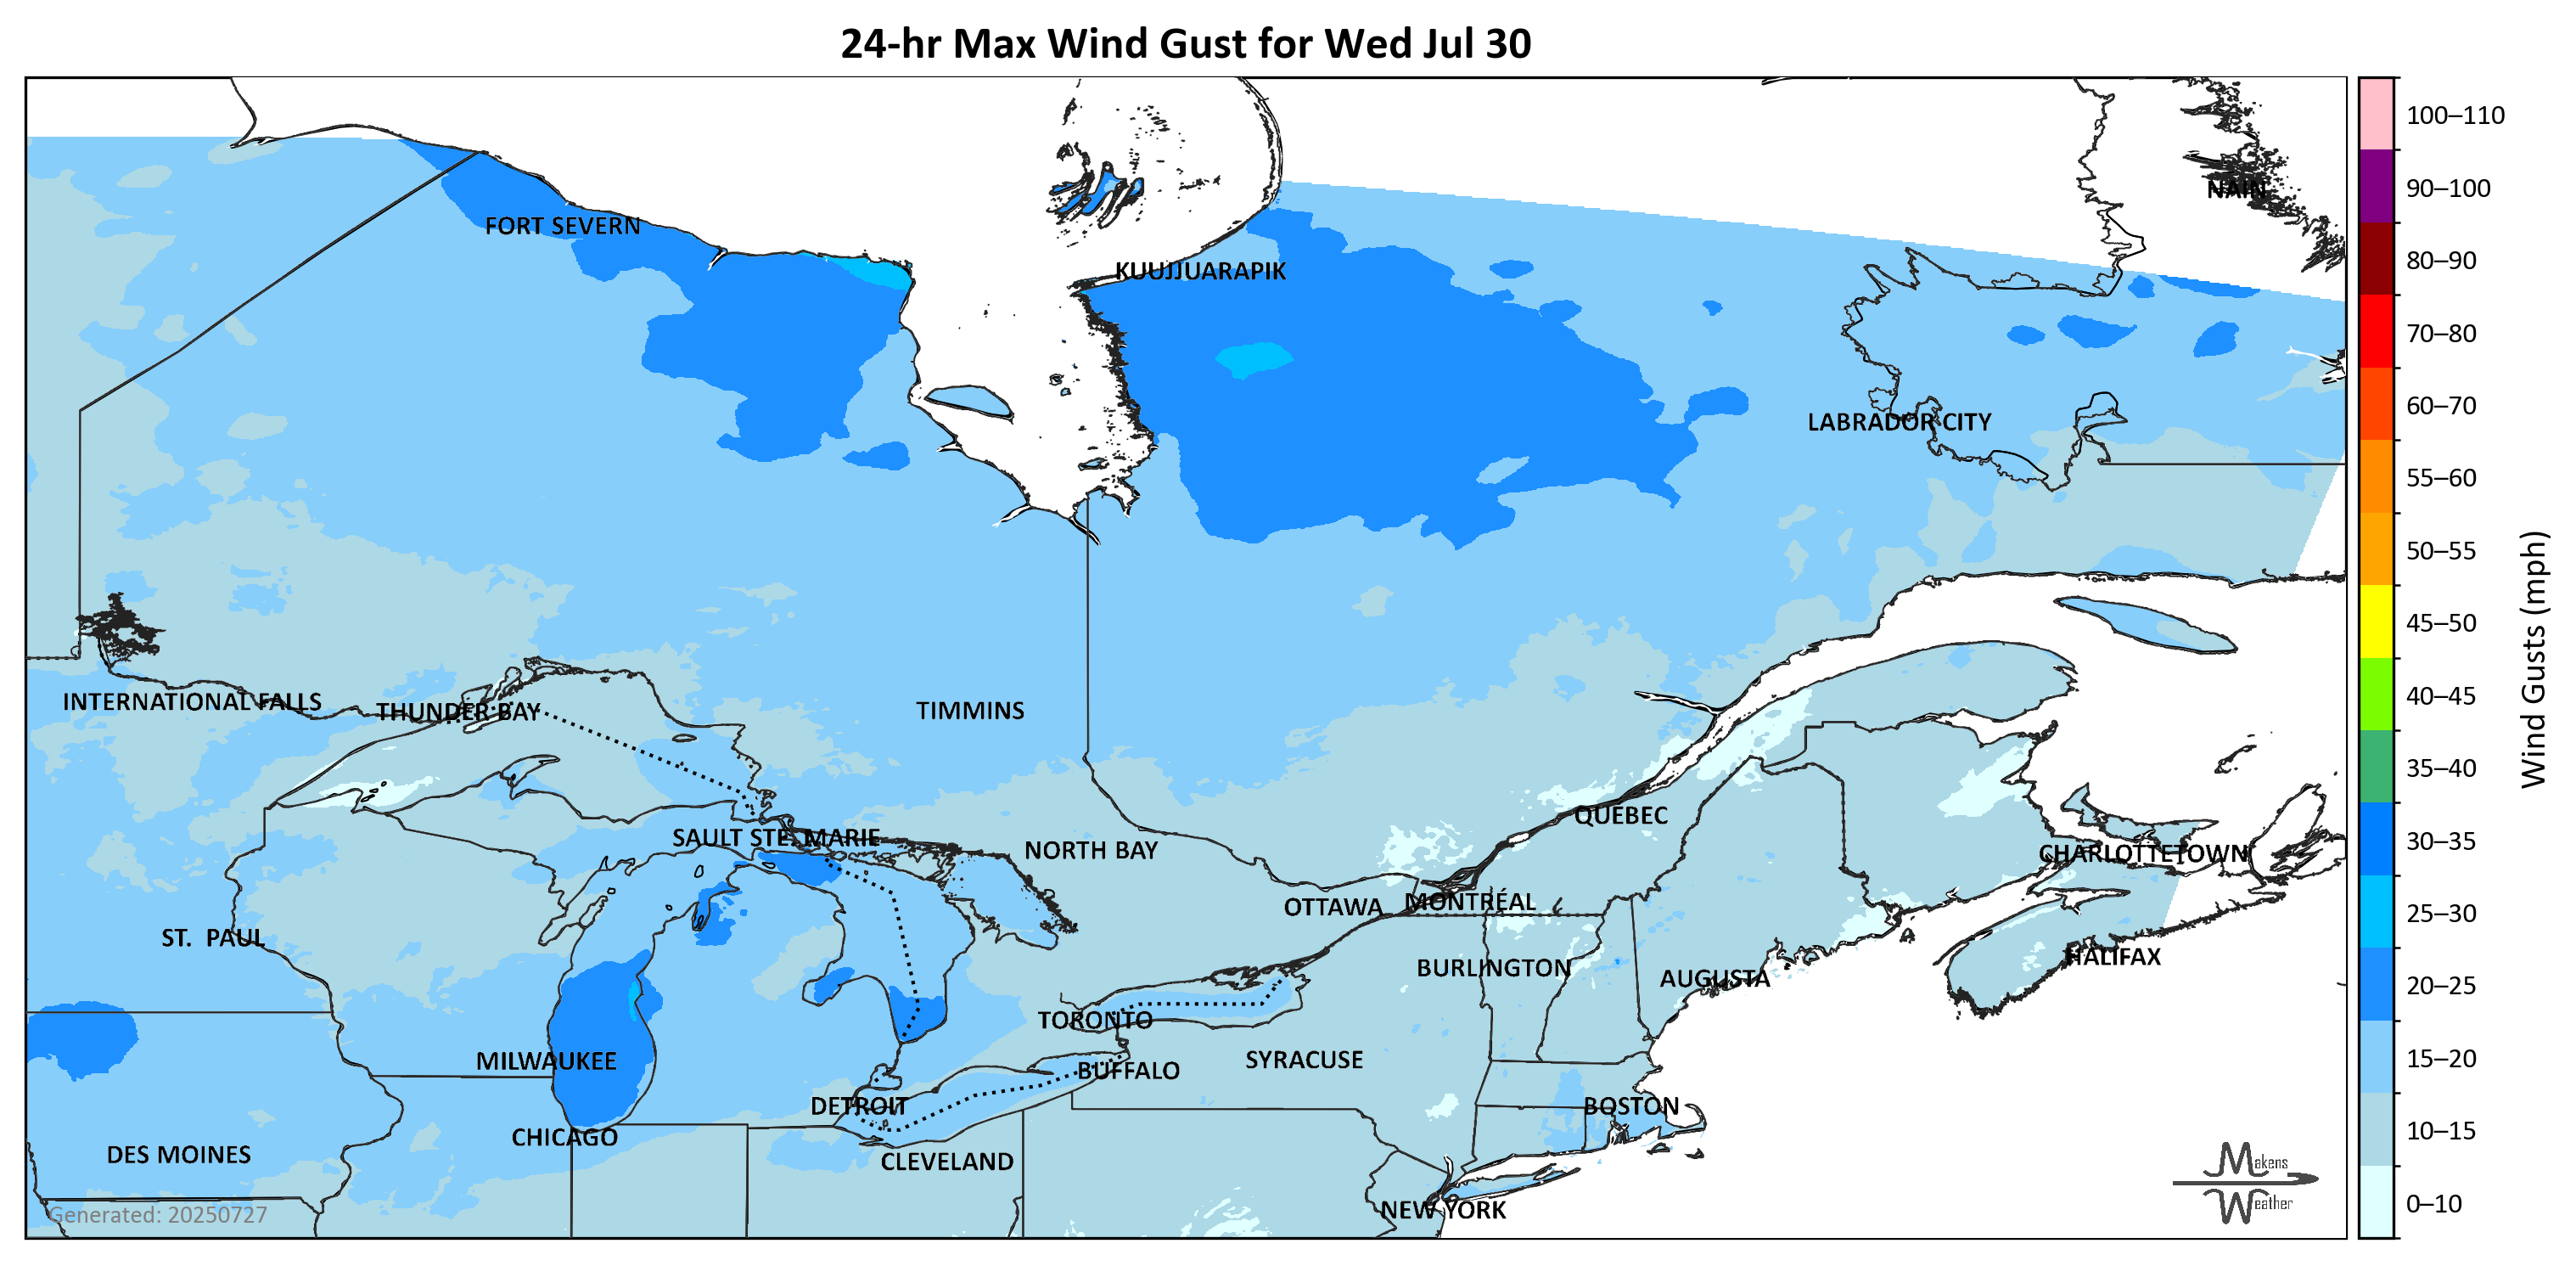 24-hr Max Wind Gust for Wed Jul 30
100–110
90–100
NAIN
FORT SEVERN
80–90
KUUJJUARAPIK
70–80
60–70
LABRADOR CITY
55–60
50–55
45–50
Wind Gusts (mph)
40–45
INTERNATIONAL FALLS
THUNDER BAY
TIMMINS
35–40
QUEBEC
30–35
SAULT STE. MARIE
NORTH BAY
CHARLOTTETOWN
OTTAWA
MONTRÉAL
25–30
ST. PAUL
HALIFAX
BURLINGTON
AUGUSTA
20–25
TORONTO
MILWAUKEE
SYRACUSE
BUFFALO
15–20
DETROIT
BOSTON
CHICAGO
10–15
DES MOINES
CLEVELAND
Makens
Weather
0–10
NEW YORK
Generated: 20250727